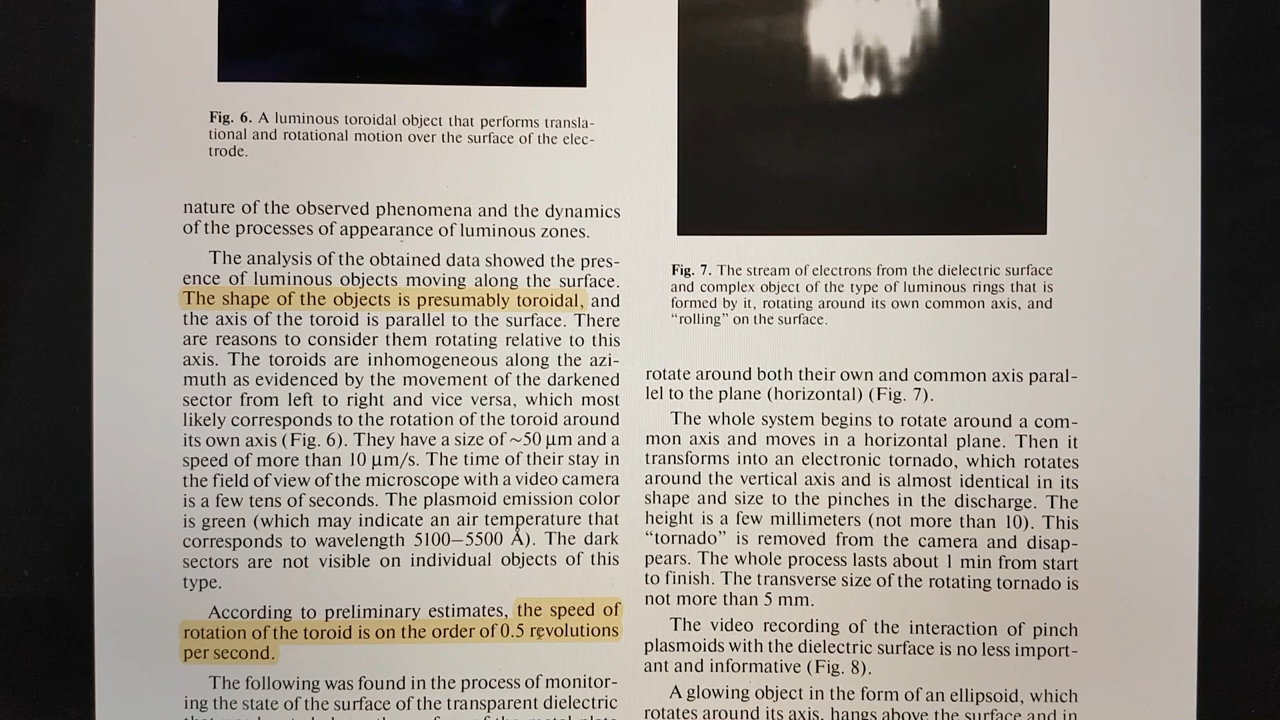 Fig. 6. A luminous toroidal object that performs transla-
tional and rotational motion over the surface of the elec-
trode.
nature of the observed phenomena and the dynamics
of the processes of appearance of luminous zones.
The analysis of the obtained data showed the pres-
ence of luminous objects moving along the surface.
The shape of the objects is presumably toroidal, and
the axis of the toroid is parallel to the surface. There
are reasons to consider them rotating relative to this
axis. The toroids are inhomogeneous along the azi-
muth as evidenced by the movement of the darkened
sector from left to right and vice versa, which most
likely corresponds to the rotation of the toroid around
its own axis (Fig. 6). They have a size of ~50 μm and a
speed of more than 10 μm/s. The time of their stay in
the field of view of the microscope with a video camera
is a few tens of seconds. The plasmoid emission color
is green (which may indicate an air temperature that
corresponds to wavelength 5100–5500 Å). The dark
sectors are not visible on individual objects of this
type.
According to preliminary estimates, the speed of
rotation of the toroid is on the order of 0.5 revolutions
per second.
The following was found in the process of monitor-
ing the state of the surface of the transparent dielectric
Fig. 7. The stream of electrons from the dielectric surface
and complex object of the type of luminous rings that is
formed by it, rotating around its own common axis, and
“rolling” on the surface.
rotate around both their own and common axis paral-
lel to the plane (horizontal) (Fig. 7).
The whole system begins to rotate around a com-
mon axis and moves in a horizontal plane. Then it
transforms into an electronic tornado, which rotates
around the vertical axis and is almost identical in its
shape and size to the pinches in the discharge. The
height is a few millimeters (not more than 10). This
“tornado” is removed from the camera and disap-
pears. The whole process lasts about 1 min from start
to finish. The transverse size of the rotating tornado is
not more than 5 mm.
The video recording of the interaction of pinch
plasmoids with the dielectric surface is no less import-
ant and informative (Fig. 8).
A glowing object in the form of an ellipsoid, which
rotates around its axis, hangs above the surface and in